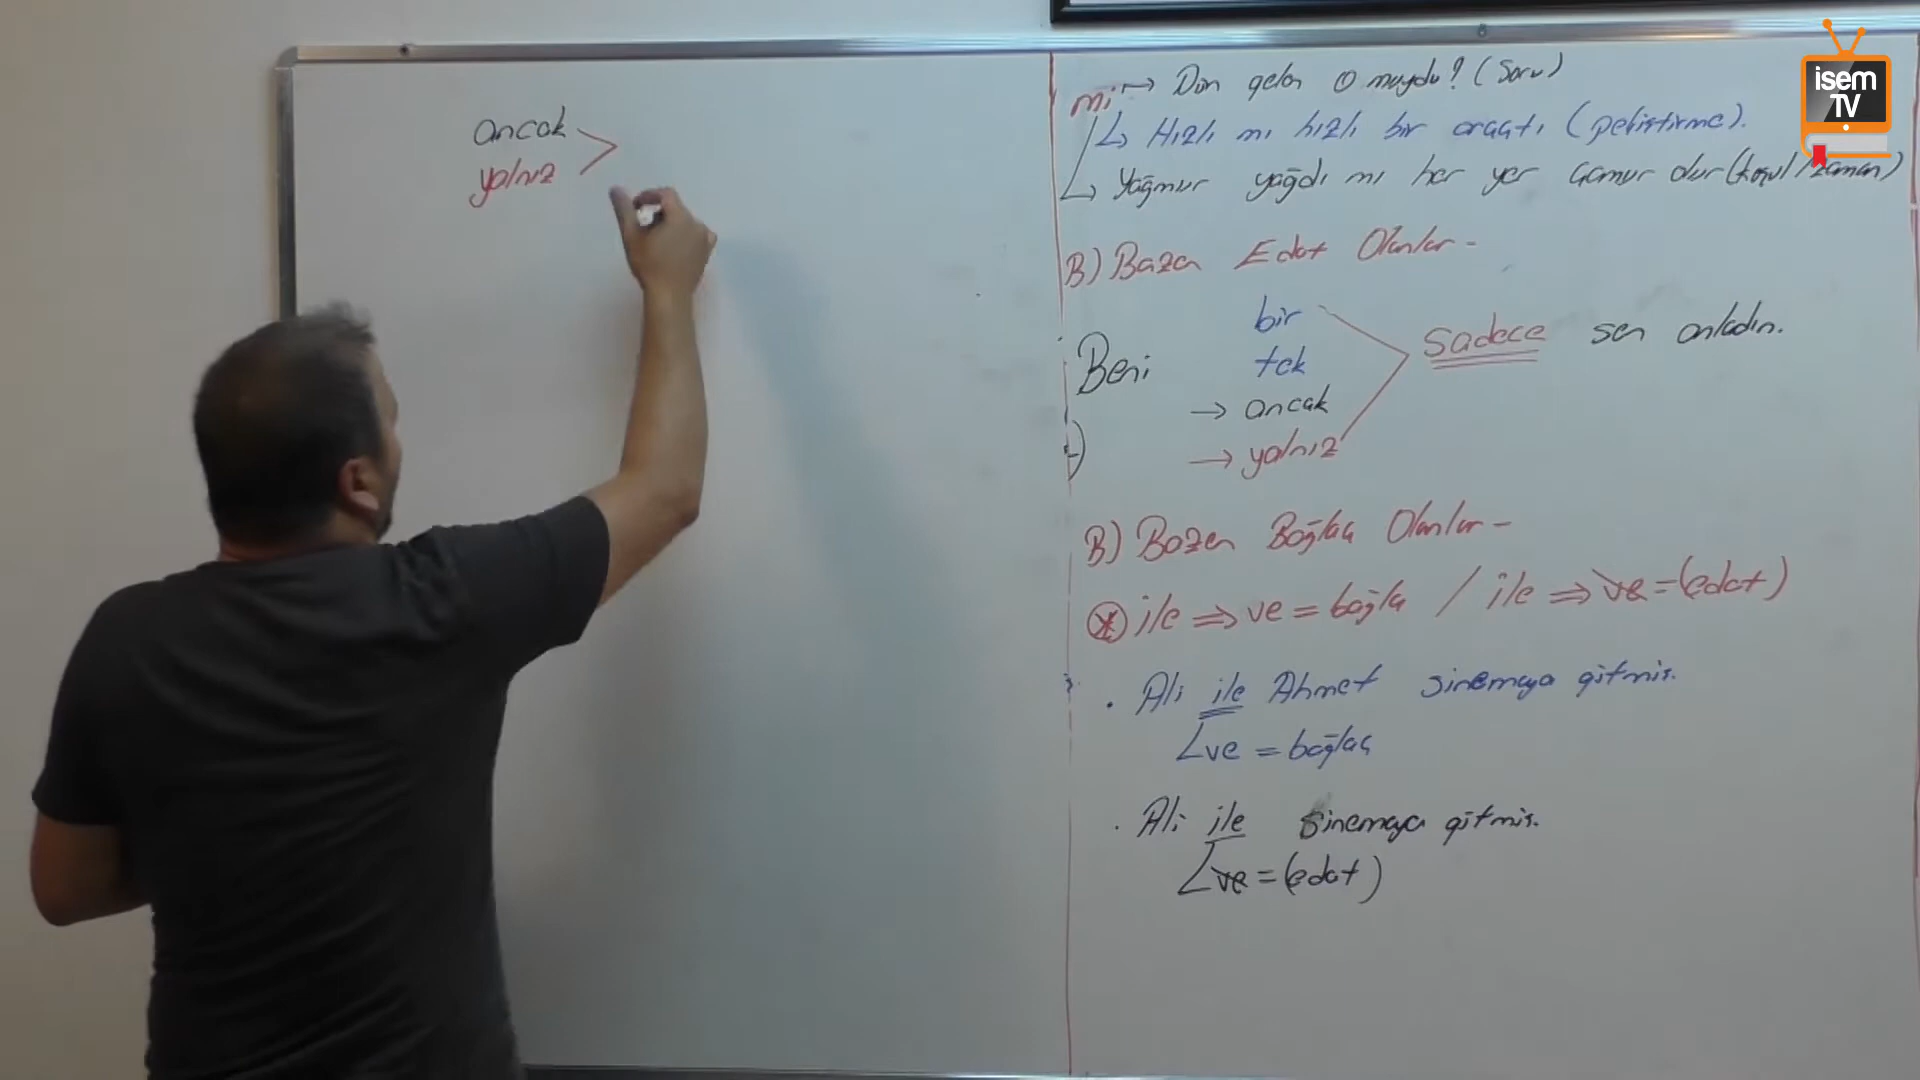 ancak
yalnız
mi → Dün gelen o muydu? (Soru)
↳ Hızlı mı hızlı bir araçtı (pekiştirme).
↳ Yağmur yağdı mı her yer çamur olur (koşul/zaman)
B) Bazen Edat Olanlar -
Beni
bir
tek
→ ancak
→ yalnız
sadece sen anladın.
B) Bazen Bağlaç Olanlar -
* ile ⇒ ve = bağlaç / ile ⇒ ve = (edat)
. Ali ile Ahmet sinemaya gitmiş.
ve = bağlaç
. Ali ile sinemaya gitmiş.
ve = (edat)
isem
TV